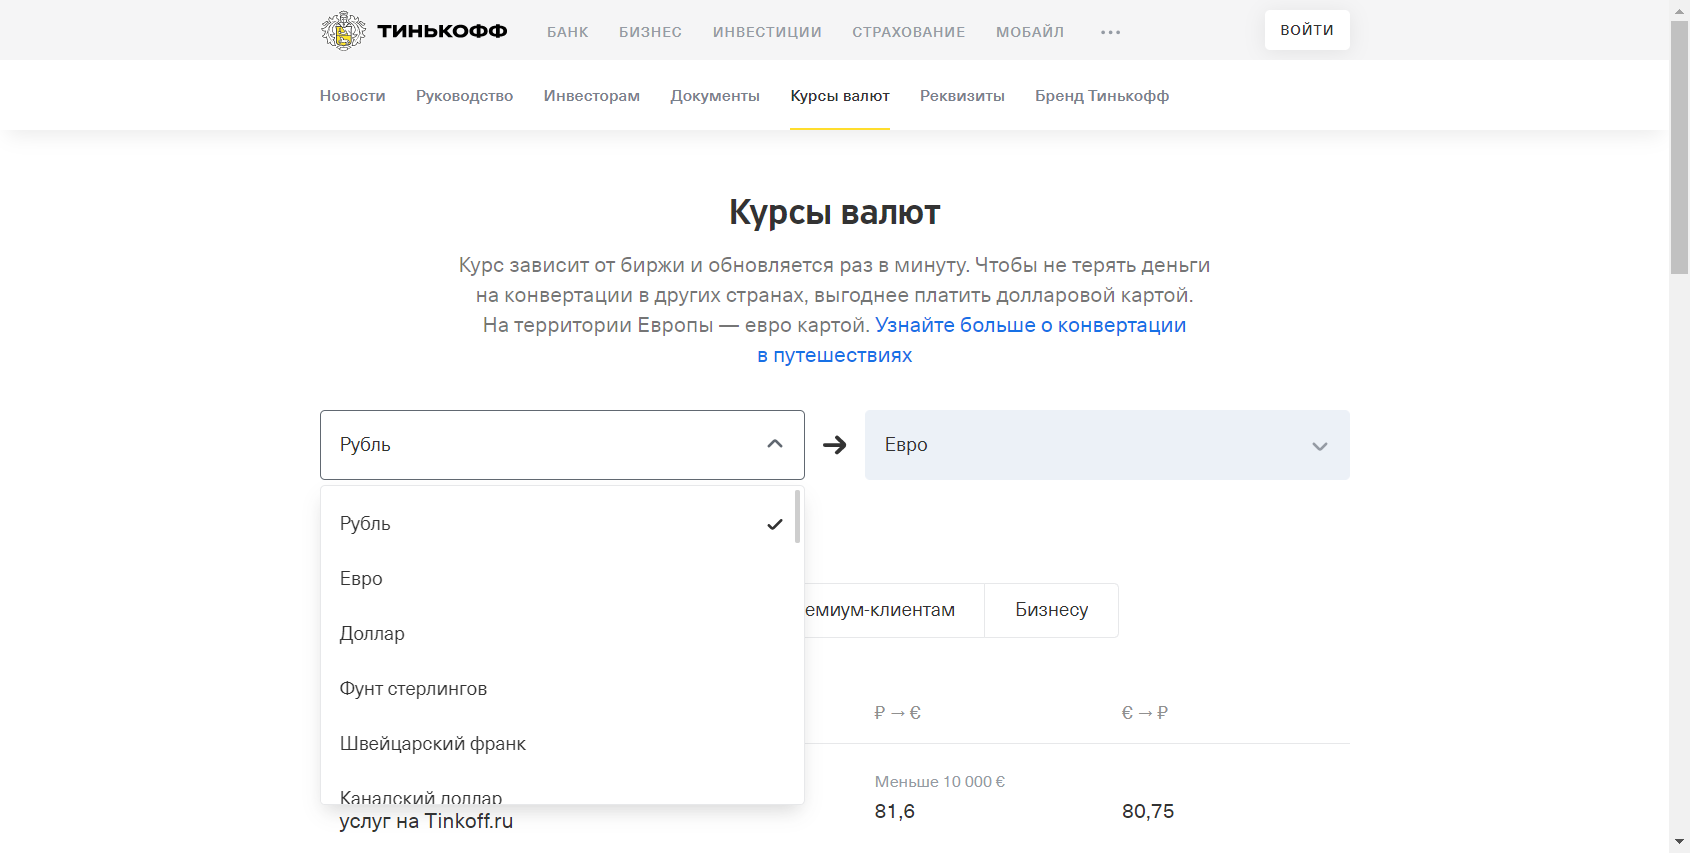 ТИНЬКОФФ
БАНК БИЗНЕС ИНВЕСТИЦИИ СТРАХОВАНИЕ МОБАЙЛ
ВОЙТИ
Новости Руководство Инвесторам Документы Курсы валют Реквизиты Бренд Тинькофф
Курсы валют
Курс зависит от биржи и обновляется раз в минуту. Чтобы не терять деньги
на конвертации в других странах, выгоднее платить долларовой картой.
На территории Европы — евро картой. Узнайте больше о конвертации
в путешествиях
Рубль
Евро
Рубль
Евро
Доллар
Фунт стерлингов
Швейцарский франк
Канадский доллар
емиум-клиентам
Бизнесу
₽ → €
€ → ₽
Меньше 10 000 €
81,6
80,75
услуг на Tinkoff.ru